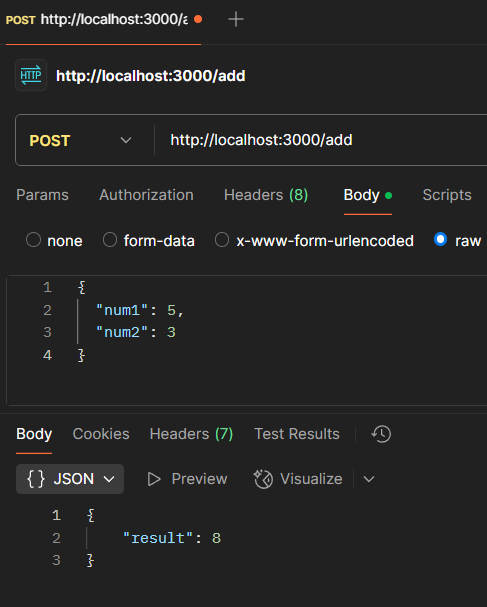 POST http://localhost:3000/a
HTTP http://localhost:3000/add
POST http://localhost:3000/add
Params Authorization Headers (8) Body Scripts
none form-data x-www-form-urlencoded raw
1 {
2 "num1": 5,
3 "num2": 3
4 }
Body Cookies Headers (7) Test Results
{} JSON Preview Visualize
1 {
2 "result": 8
3 }